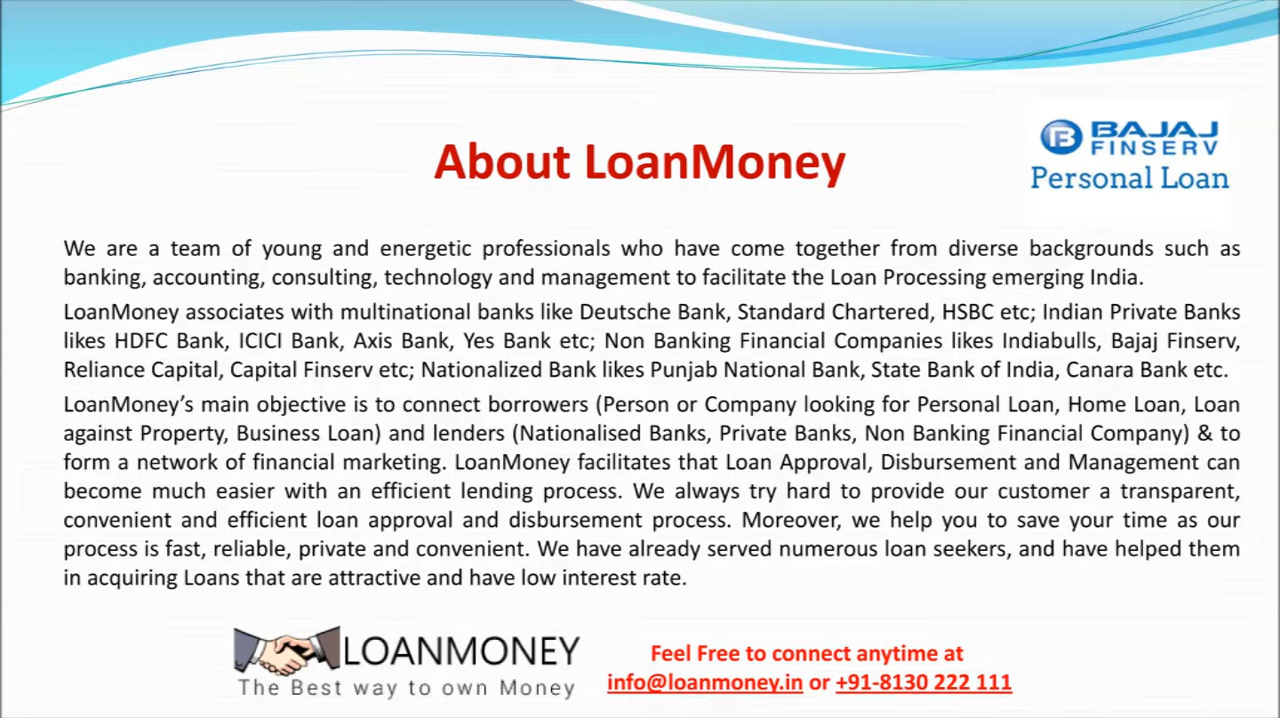 BAJAJ
FINSERV
Personal Loan
About LoanMoney
We are a team of young and energetic professionals who have come together from diverse backgrounds such as
banking, accounting, consulting, technology and management to facilitate the Loan Processing emerging India.
LoanMoney associates with multinational banks like Deutsche Bank, Standard Chartered, HSBC etc; Indian Private Banks
likes HDFC Bank, ICICI Bank, Axis Bank, Yes Bank etc; Non Banking Financial Companies likes Indiabulls, Bajaj Finserv,
Reliance Capital, Capital Finserv etc; Nationalized Bank likes Punjab National Bank, State Bank of India, Canara Bank etc.
LoanMoney’s main objective is to connect borrowers (Person or Company looking for Personal Loan, Home Loan, Loan
against Property, Business Loan) and lenders (Nationalised Banks, Private Banks, Non Banking Financial Company) & to
form a network of financial marketing. LoanMoney facilitates that Loan Approval, Disbursement and Management can
become much easier with an efficient lending process. We always try hard to provide our customer a transparent,
convenient and efficient loan approval and disbursement process. Moreover, we help you to save your time as our
process is fast, reliable, private and convenient. We have already served numerous loan seekers, and have helped them
in acquiring Loans that are attractive and have low interest rate.
LOANMONEY
The Best way to own Money
Feel Free to connect anytime at
info@loanmoney.in or +91-8130 222 111